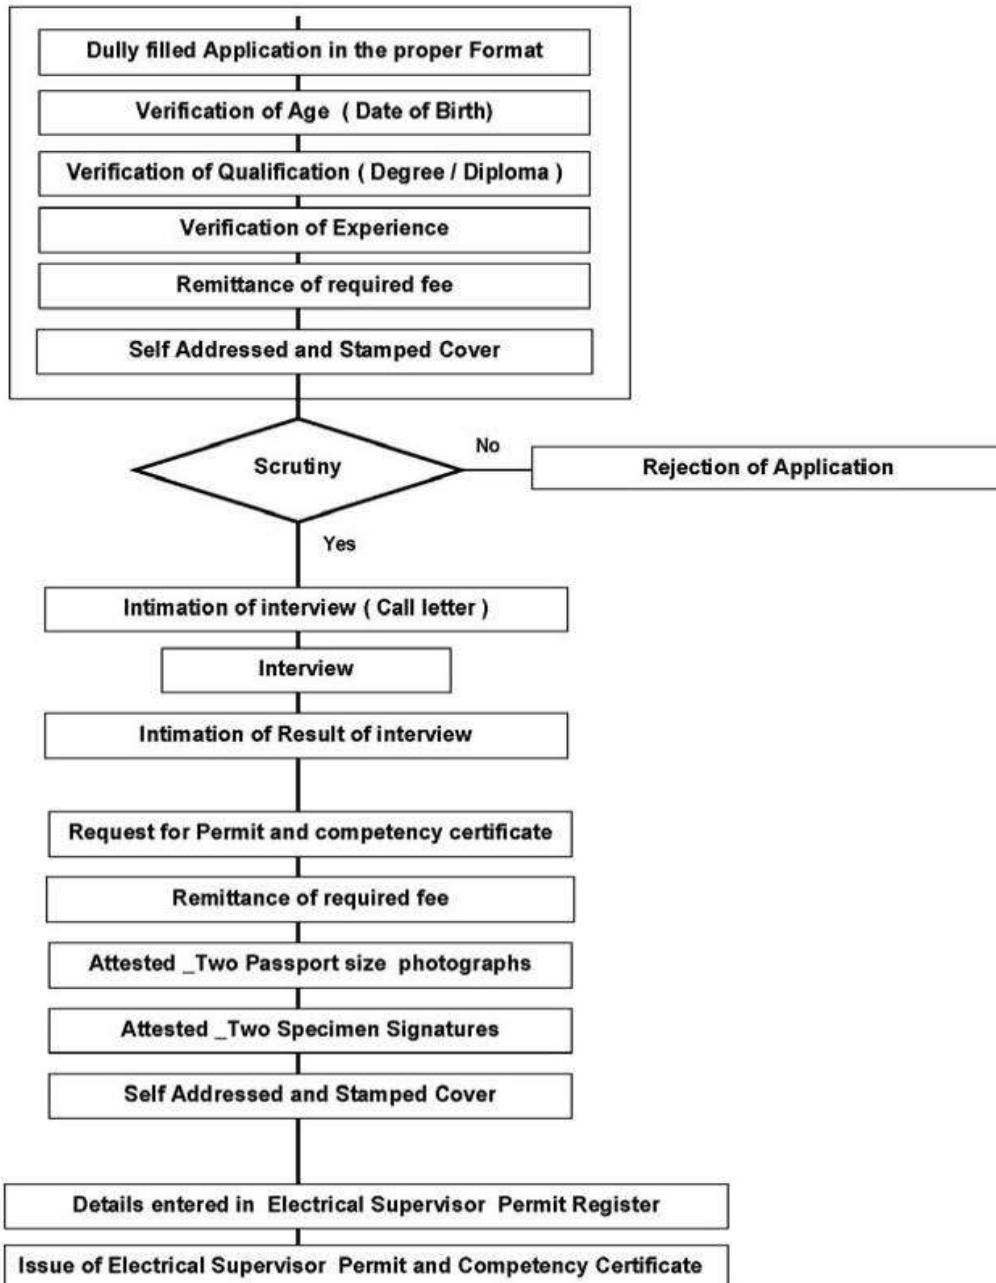 Dully filled Application in the proper Format
Verification of Age ( Date of Birth)
Verification of Qualification ( Degree / Diploma )
Verification of Experience
Remittance of required fee
Self Addressed and Stamped Cover
Scrutiny
No
Rejection of Application
Yes
Intimation of interview ( Call letter )
Interview
Intimation of Result of interview
Request for Permit and competency certificate
Remittance of required fee
Attested _Two Passport size photographs
Attested _Two Specimen Signatures
Self Addressed and Stamped Cover
Details entered in Electrical Supervisor Permit Register
Issue of Electrical Supervisor Permit and Competency Certificate